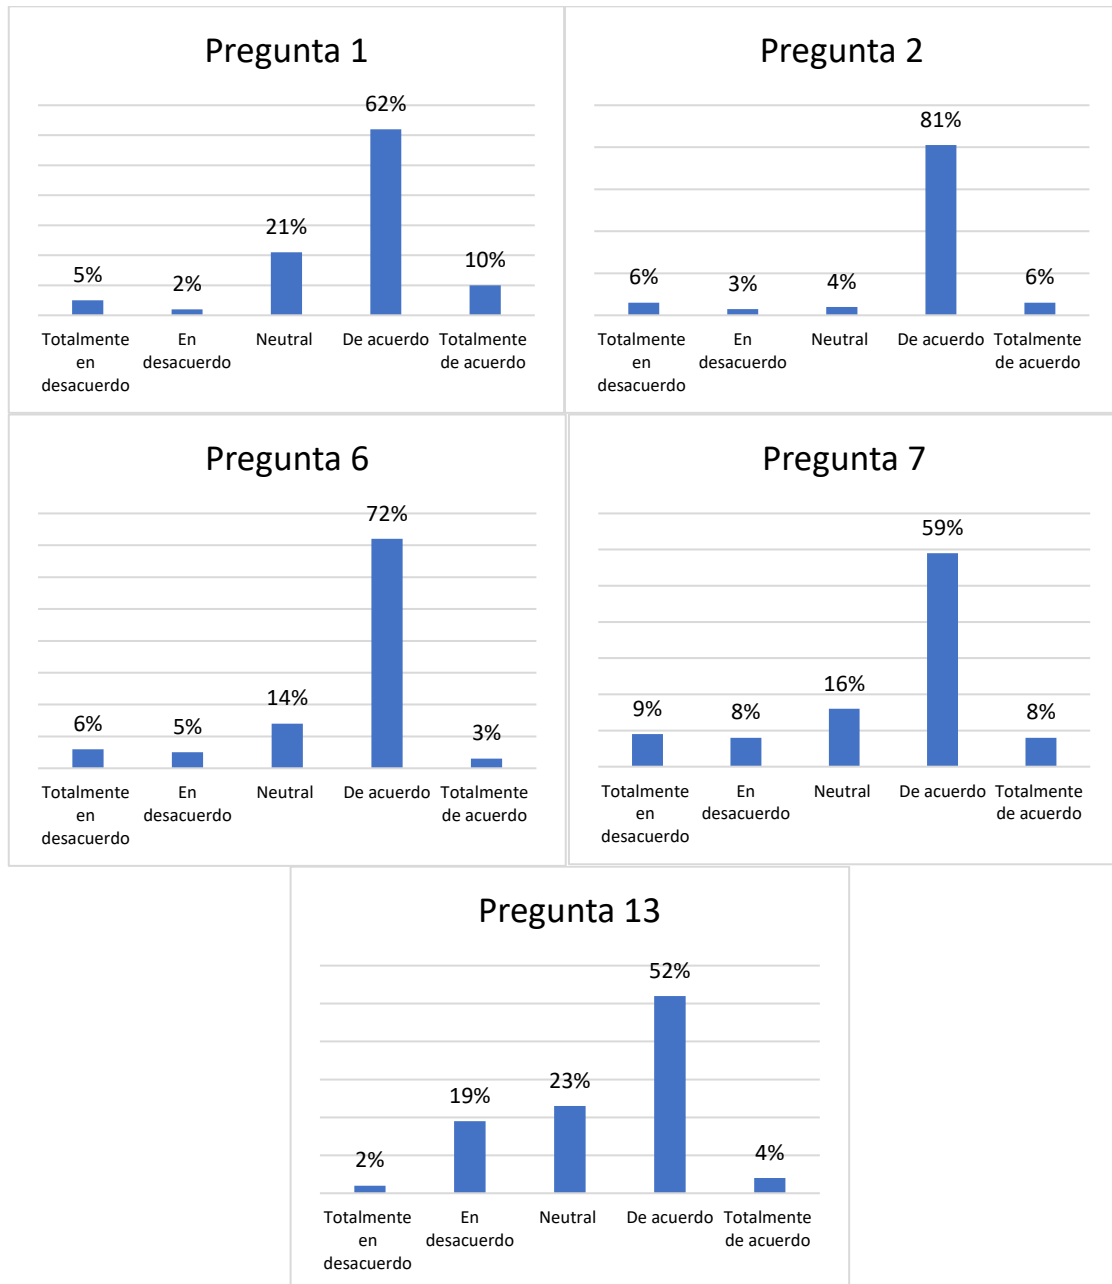 Pregunta 1
62%
21%
10%
5%
2%
Totalmente en desacuerdo
En desacuerdo
Neutral
De acuerdo
Totalmente de acuerdo
Pregunta 2
81%
6%
3%
4%
6%
Totalmente en desacuerdo
En desacuerdo
Neutral
De acuerdo
Totalmente de acuerdo
Pregunta 6
72%
14%
6%
5%
3%
Totalmente en desacuerdo
En desacuerdo
Neutral
De acuerdo
Totalmente de acuerdo
Pregunta 7
59%
16%
9%
8%
8%
Totalmente en desacuerdo
En desacuerdo
Neutral
De acuerdo
Totalmente de acuerdo
Pregunta 13
52%
23%
19%
4%
2%
Totalmente en desacuerdo
En desacuerdo
Neutral
De acuerdo
Totalmente de acuerdo